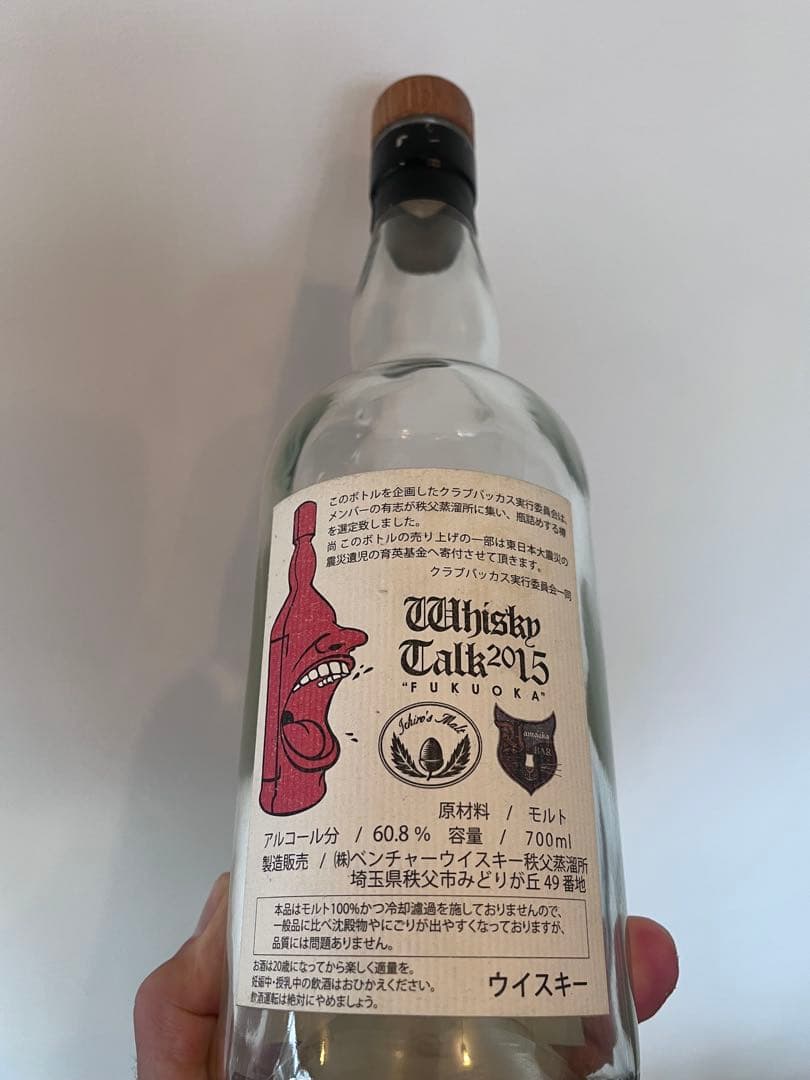 このボトルを企画したクラブバッカス実行委員会は、
メンバーの有志が秩父蒸溜所に集い、瓶詰めする樽
を選定致しました。
尚 このボトルの売り上げの一部は東日本大震災の
震災遺児の育英基金へ寄付させて頂きます。
クラブバッカス実行委員会一同
Whisky
Talk 2015
"FUKUOKA"
Ichiro's Malt
BAR
原材料 / モルト
アルコール分 / 60.8% 容量 / 700ml
製造販売 / ㈱ベンチャーウイスキー秩父蒸溜所
埼玉県秩父市みどりが丘49番地
本品はモルト100%かつ冷却濾過を施しておりませんので、
一般品に比べ沈殿物やにごりが出やすくなっておりますが、
品質には問題ありません。
お酒は20歳になってから楽しく適量を。
妊娠中・授乳中の飲酒はおひかえください。
飲酒運転は絶対にやめましょう。
ウイスキー